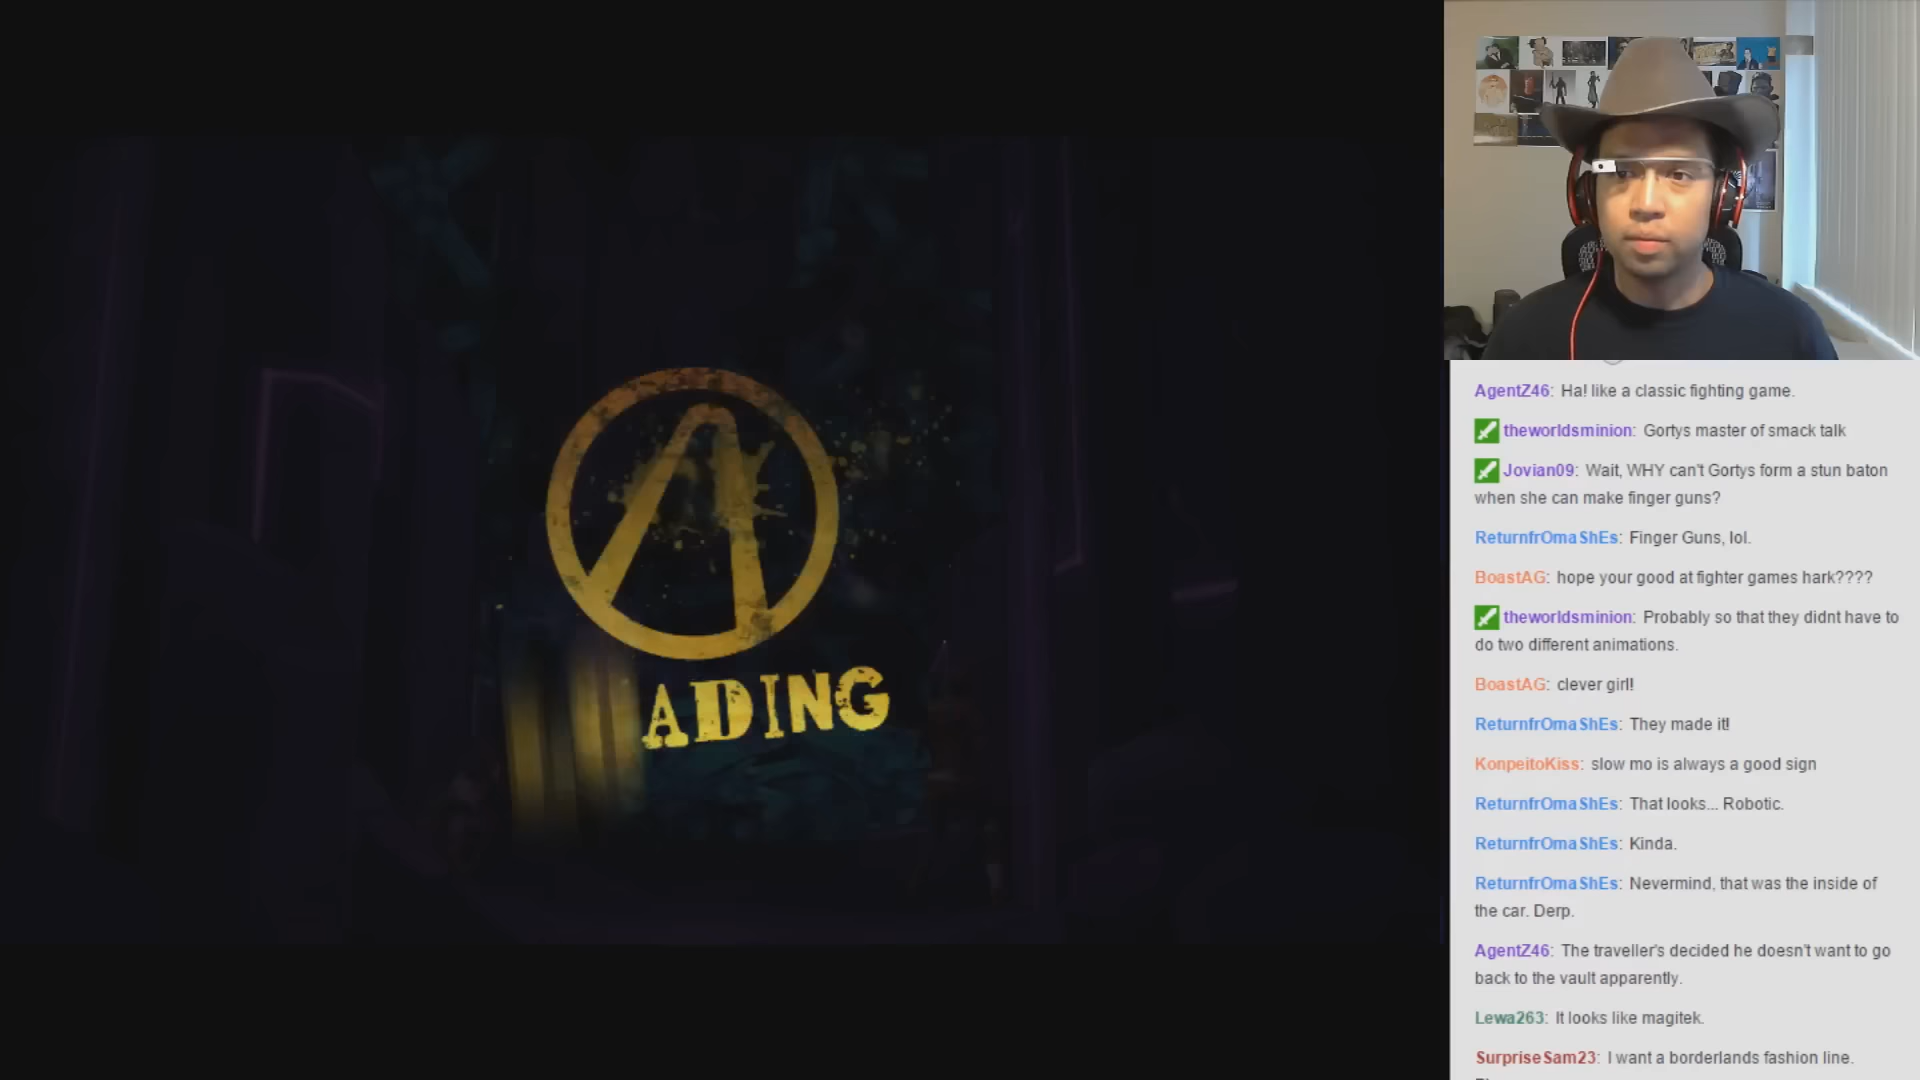 ADING
AgentZ46: Ha! like a classic fighting game.
theworldsminion: Gortys master of smack talk
Jovian09: Wait, WHY can't Gortys form a stun baton
when she can make finger guns?
ReturnfrOmaShEs: Finger Guns, lol.
BoastAG: hope your good at fighter games hark????
theworldsminion: Probably so that they didnt have to
do two different animations.
BoastAG: clever girl!
ReturnfrOmaShEs: They made it!
KonpeitoKiss: slow mo is always a good sign
ReturnfrOmaShEs: That looks... Robotic.
ReturnfrOmaShEs: Kinda.
ReturnfrOmaShEs: Nevermind, that was the inside of
the car. Derp.
AgentZ46: The traveller's decided he doesn't want to go
back to the vault apparently.
Lewa263: It looks like magitek.
SurpriseSam23: I want a borderlands fashion line.